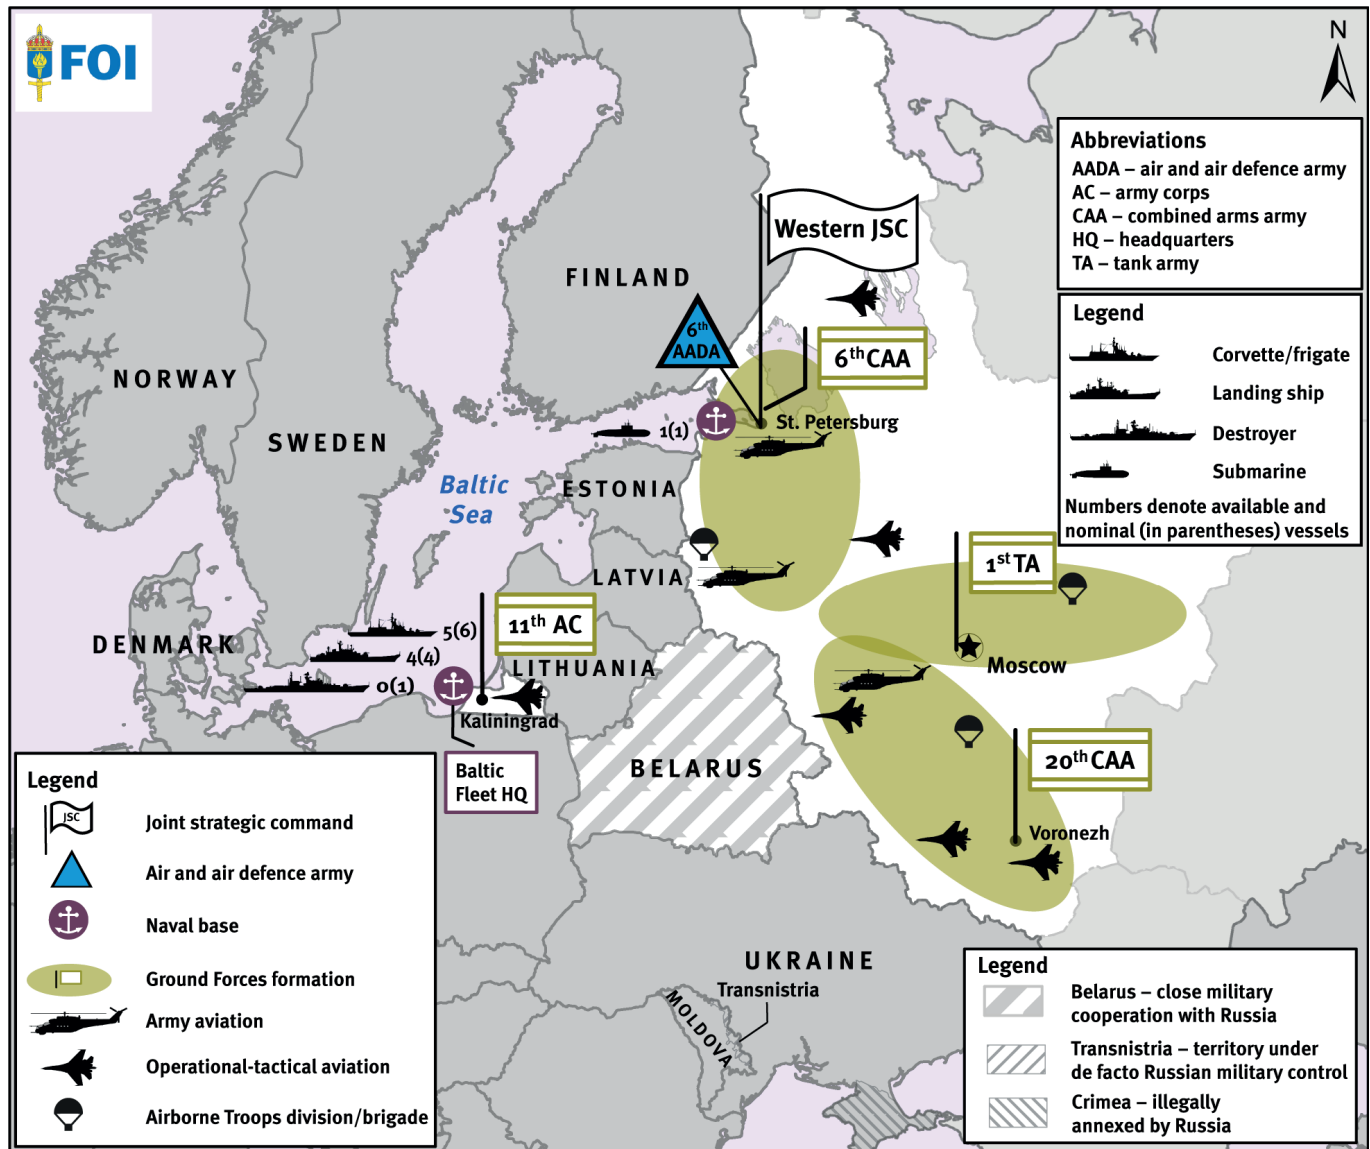 FOI
N
Abbreviations
AADA – air and air defence army
AC – army corps
CAA – combined arms army
HQ – headquarters
TA – tank army
Western JSC
FINLAND
6th
AADA
6th CAA
Legend
Corvette/frigate
Landing ship
Destroyer
Submarine
Numbers denote available and
nominal (in parentheses) vessels
NORWAY
SWEDEN
1(1)
St. Petersburg
Baltic
Sea
ESTONIA
LATVIA
1st TA
DENMARK
5(6)
4(4)
0(1)
11th AC
LITHUANIA
Moscow
Kaliningrad
Baltic
Fleet HQ
BELARUS
20th CAA
Voronezh
Legend
JSC
Joint strategic command
Air and air defence army
Naval base
Ground Forces formation
Army aviation
Operational-tactical aviation
Airborne Troops division/brigade
UKRAINE
Transnistria
MOLDOVA
Legend
Belarus – close military
cooperation with Russia
Transnistria – territory under
de facto Russian military control
Crimea – illegally
annexed by Russia